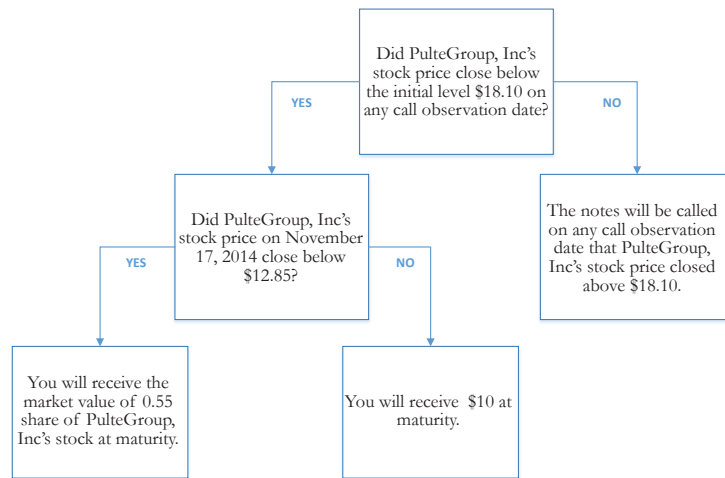 Did PulteGroup, Inc's
stock price close below
the initial level $18.10 on
any call observation date?
YES
NO
Did PulteGroup, Inc's
stock price on November
17, 2014 close below
$12.85?
The notes will be called
on any call observation
date that PulteGroup,
Inc's stock price closed
above $18.10.
YES
NO
You will receive the
market value of 0.55
share of PulteGroup,
Inc's stock at maturity.
You will receive $10 at
maturity.